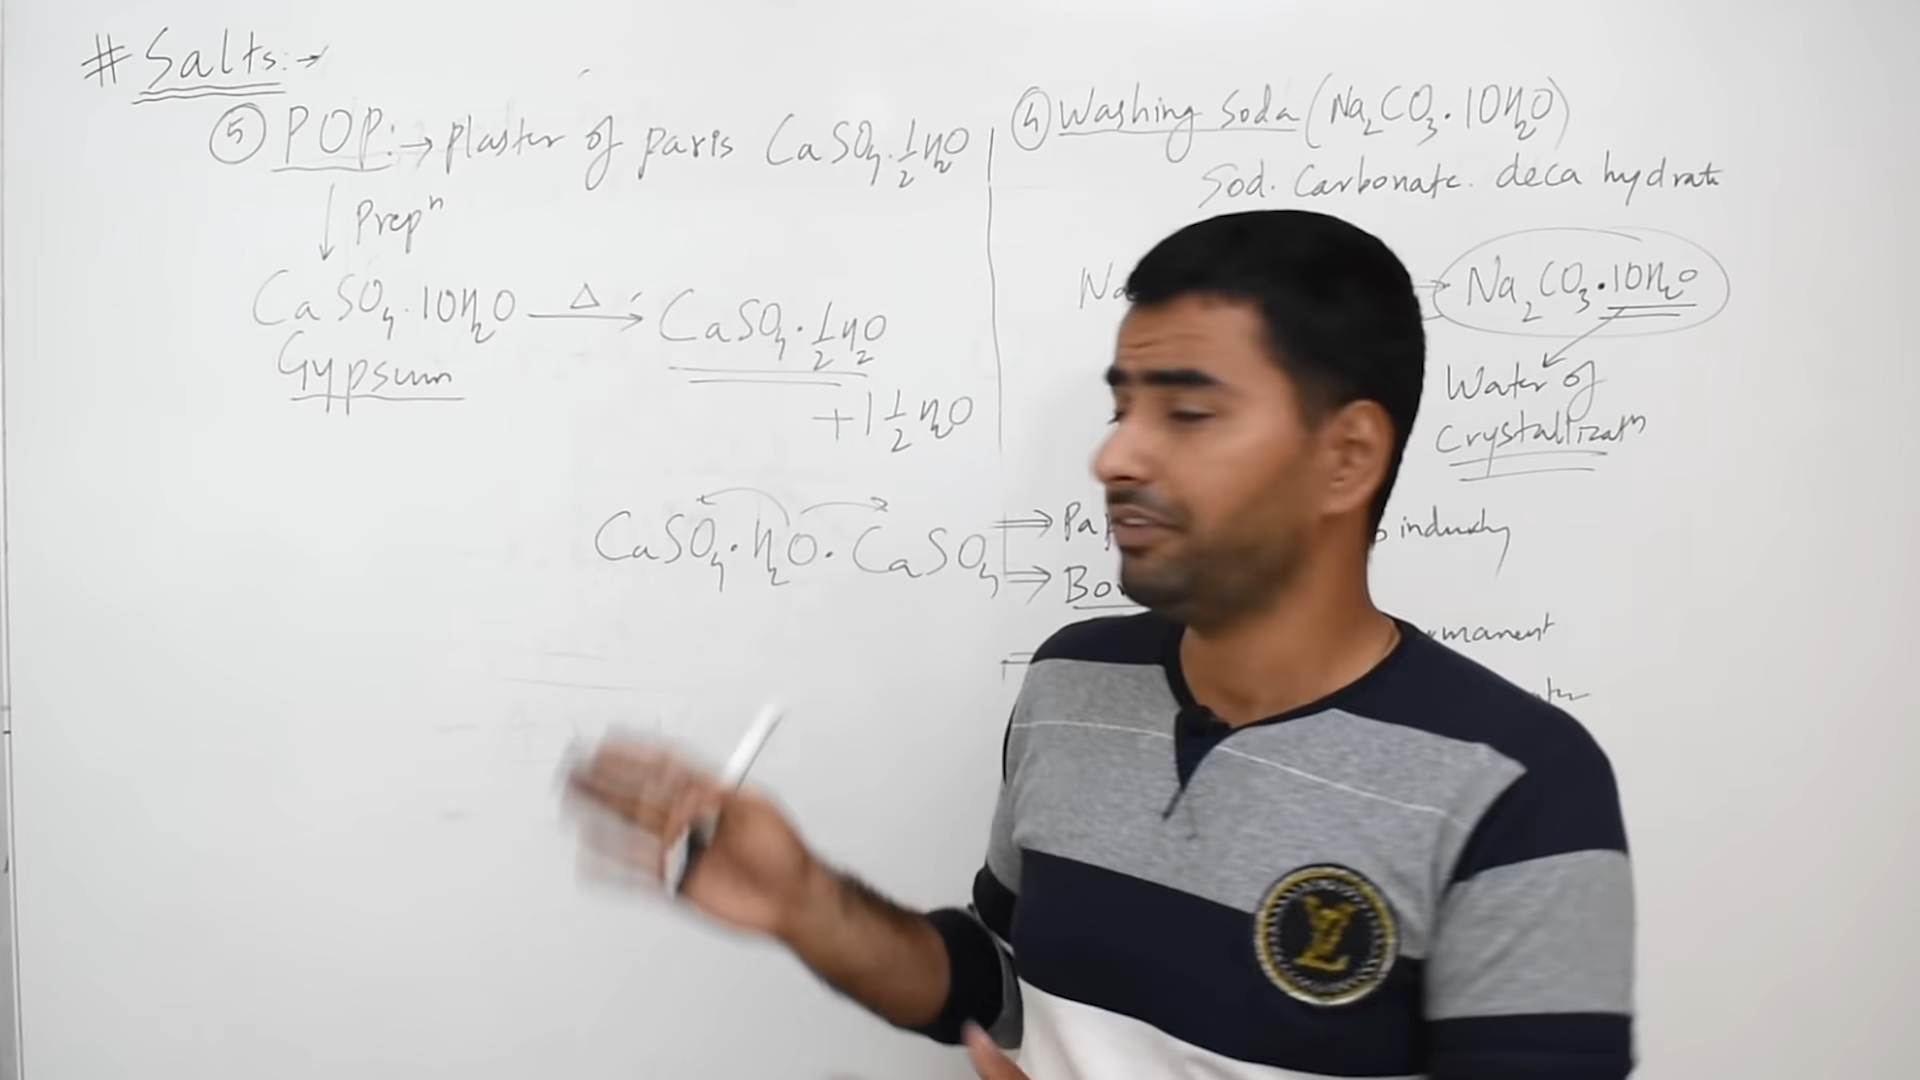 # Salts:→
⑤ POP:→ plaster of paris CaSO₄.½H₂O
↓ Prepⁿ
CaSO₄.10H₂O —Δ→ CaSO₄.½H₂O
Gypsum
+1½H₂O
CaSO₄.H₂O.CaSO₄
④ Washing Soda (Na₂CO₃.10H₂O)
Sod. Carbonate. deca hydrate
Na₂CO₃.10H₂O
Water of
crystallizatⁿ
industry